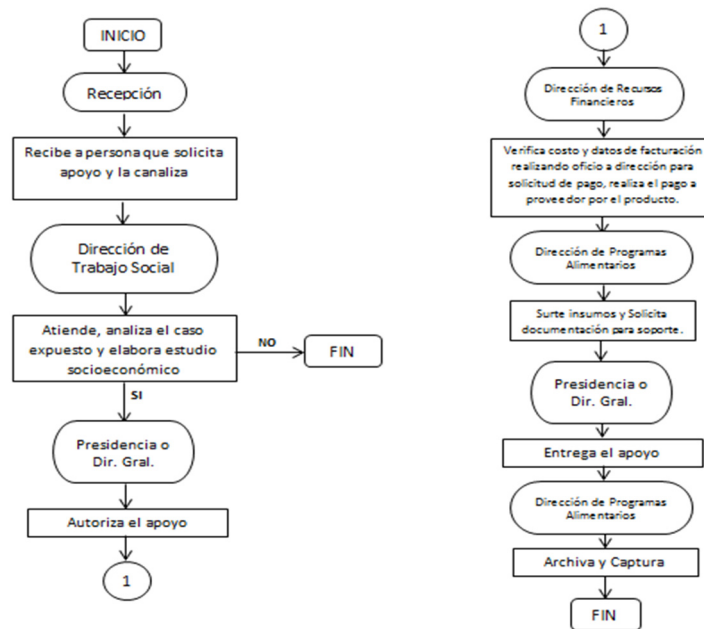 INICIO
Recepción
Recibe a persona que solicita
apoyo y la canaliza
Dirección de
Trabajo Social
Atiende, analiza el caso
expuesto y elabora estudio
socioeconómico
NO
FIN
SI
Presidencia o
Dir. Gral.
Autoriza el apoyo
1
1
Dirección de Recursos
Financieros
Verifica costo y datos de facturación
realizando oficio a dirección para
solicitud de pago, realiza el pago a
proveedor por el producto.
Dirección de Programas
Alimentarios
Surte insumos y Solicita
documentación para soporte.
Presidencia o
Dir. Gral.
Entrega el apoyo
Dirección de Programas
Alimentarios
Archiva y Captura
FIN